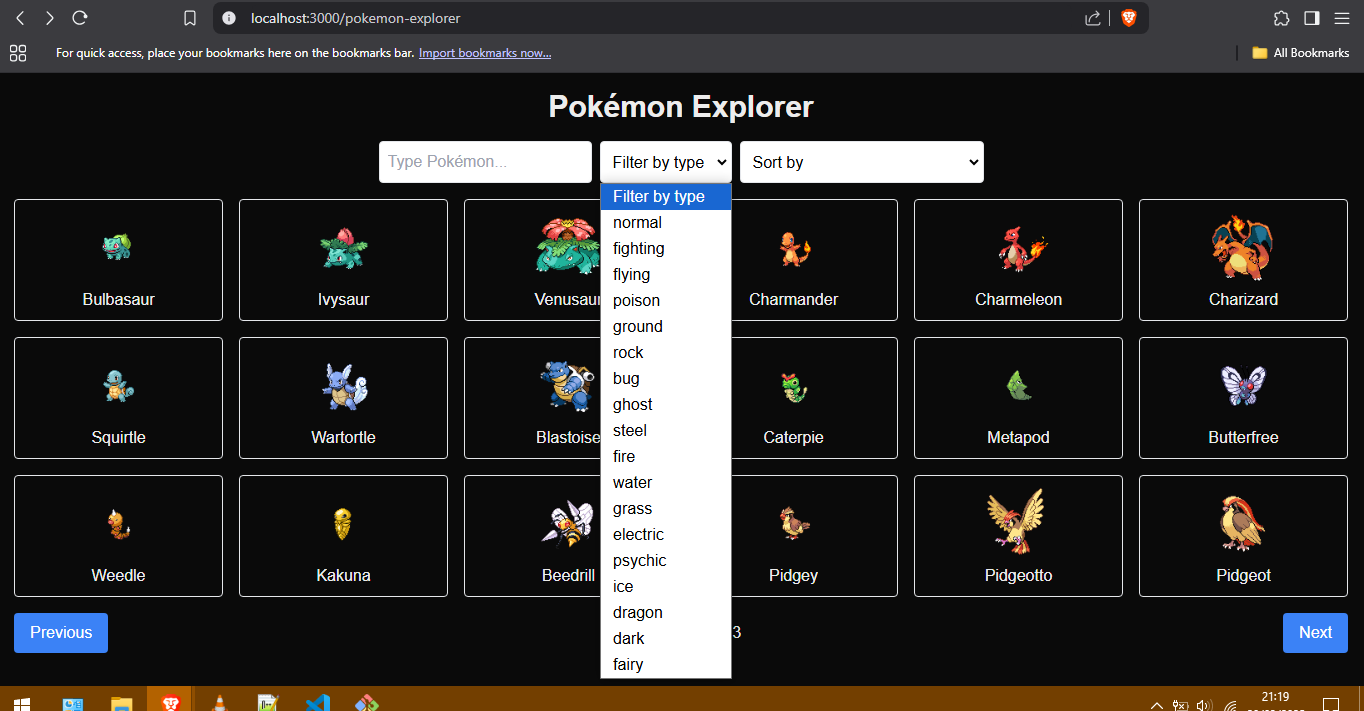 localhost:3000/pokemon-explorer
For quick access, place your bookmarks here on the bookmarks bar. Import bookmarks now...
All Bookmarks
Pokémon Explorer
Type Pokémon...
Filter by type
Sort by
Filter by type
normal
fighting
flying
poison
ground
rock
bug
ghost
steel
fire
water
grass
electric
psychic
ice
dragon
dark
fairy
Bulbasaur
Ivysaur
Venusaur
Charmander
Charmeleon
Charizard
Squirtle
Wartortle
Blastoise
Caterpie
Metapod
Butterfree
Weedle
Kakuna
Beedrill
Pidgey
Pidgeotto
Pidgeot
Previous
3
Next
21:19